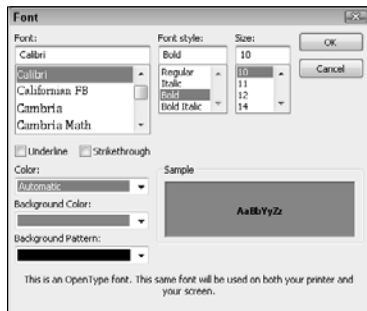 Font
Font: Font style: Size:
Calibri Bold 10
OK
Calibri
Californian FB
Cambria
Cambria Math
Regular
Italic
Bold
Bold Italic
10
11
12
14
Cancel
Underline Strikethrough
Color: Sample
Automatic
Background Color:
AaBbYyZz
Background Pattern:
This is an OpenType font. This same font will be used on both your printer and
your screen.